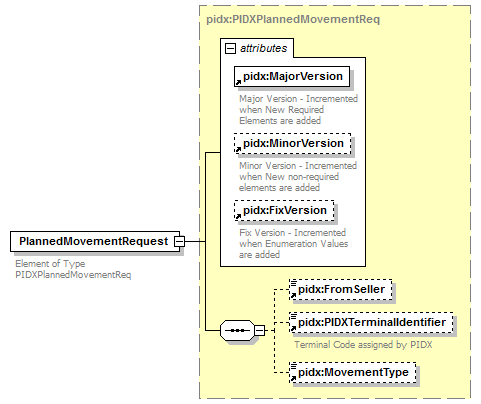 pidx:PIDXPlannedMovementReq
attributes
pidx:MajorVersion
Major Version - Incremented
when New Required
Elements are added
pidx:MinorVersion
Minor Version - Incremented
when New non-required
elements are added
pidx:FixVersion
Fix Version - Incremented
when Enumeration Values
are added
PlannedMovementRequest
Element of Type
PIDXPlannedMovementReq
pidx:FromSeller
pidx:PIDXTerminalIdentifier
Terminal Code assigned by PIDX
pidx:MovementType